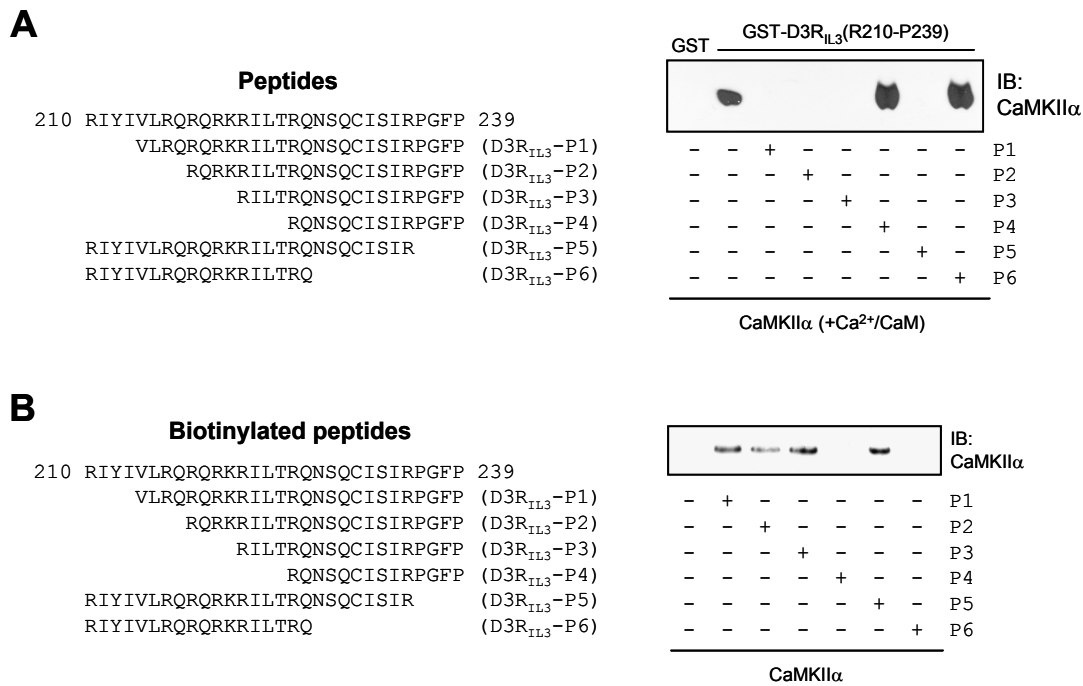 A
Peptides
210 RIYIVLRQRQRKRILTRQNSQCISIRPGFP 239
VLRQRQRKRILTRQNSQCISIRPGFP (D3RIL3-P1)
RQRKRILTRQNSQCISIRPGFP (D3RIL3-P2)
RILTRQNSQCISIRPGFP (D3RIL3-P3)
RQNSQCISIRPGFP (D3RIL3-P4)
RIYIVLRQRQRKRILTRQNSQCISIR (D3RIL3-P5)
RIYIVLRQRQRKRILTRQ (D3RIL3-P6)
GST GST-D3RIL3(R210-P239)
IB:
CaMKIIα
– – + – – – – – P1
– – – + – – – – P2
– – – – + – – – P3
– – – – – + – – P4
– – – – – – + – P5
– – – – – – – + P6
CaMKIIα (+Ca2+/CaM)
B
Biotinylated peptides
210 RIYIVLRQRQRKRILTRQNSQCISIRPGFP 239
VLRQRQRKRILTRQNSQCISIRPGFP (D3RIL3-P1)
RQRKRILTRQNSQCISIRPGFP (D3RIL3-P2)
RILTRQNSQCISIRPGFP (D3RIL3-P3)
RQNSQCISIRPGFP (D3RIL3-P4)
RIYIVLRQRQRKRILTRQNSQCISIR (D3RIL3-P5)
RIYIVLRQRQRKRILTRQ (D3RIL3-P6)
IB:
CaMKIIα
– + – – – – – P1
– – + – – – – P2
– – – + – – – P3
– – – – + – – P4
– – – – – + – P5
– – – – – – + P6
CaMKIIα